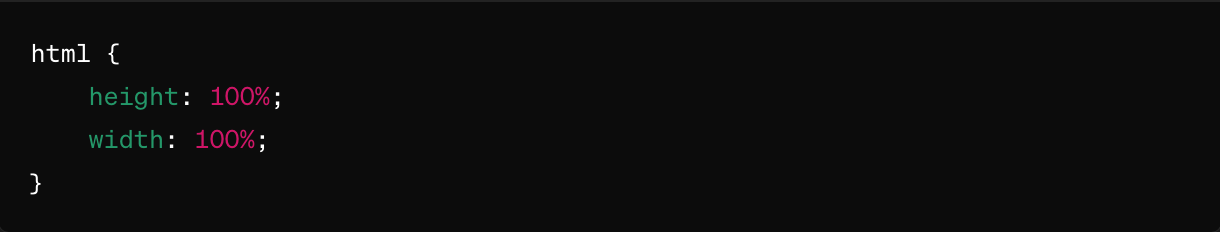 html {
    height: 100%;
    width: 100%;
}